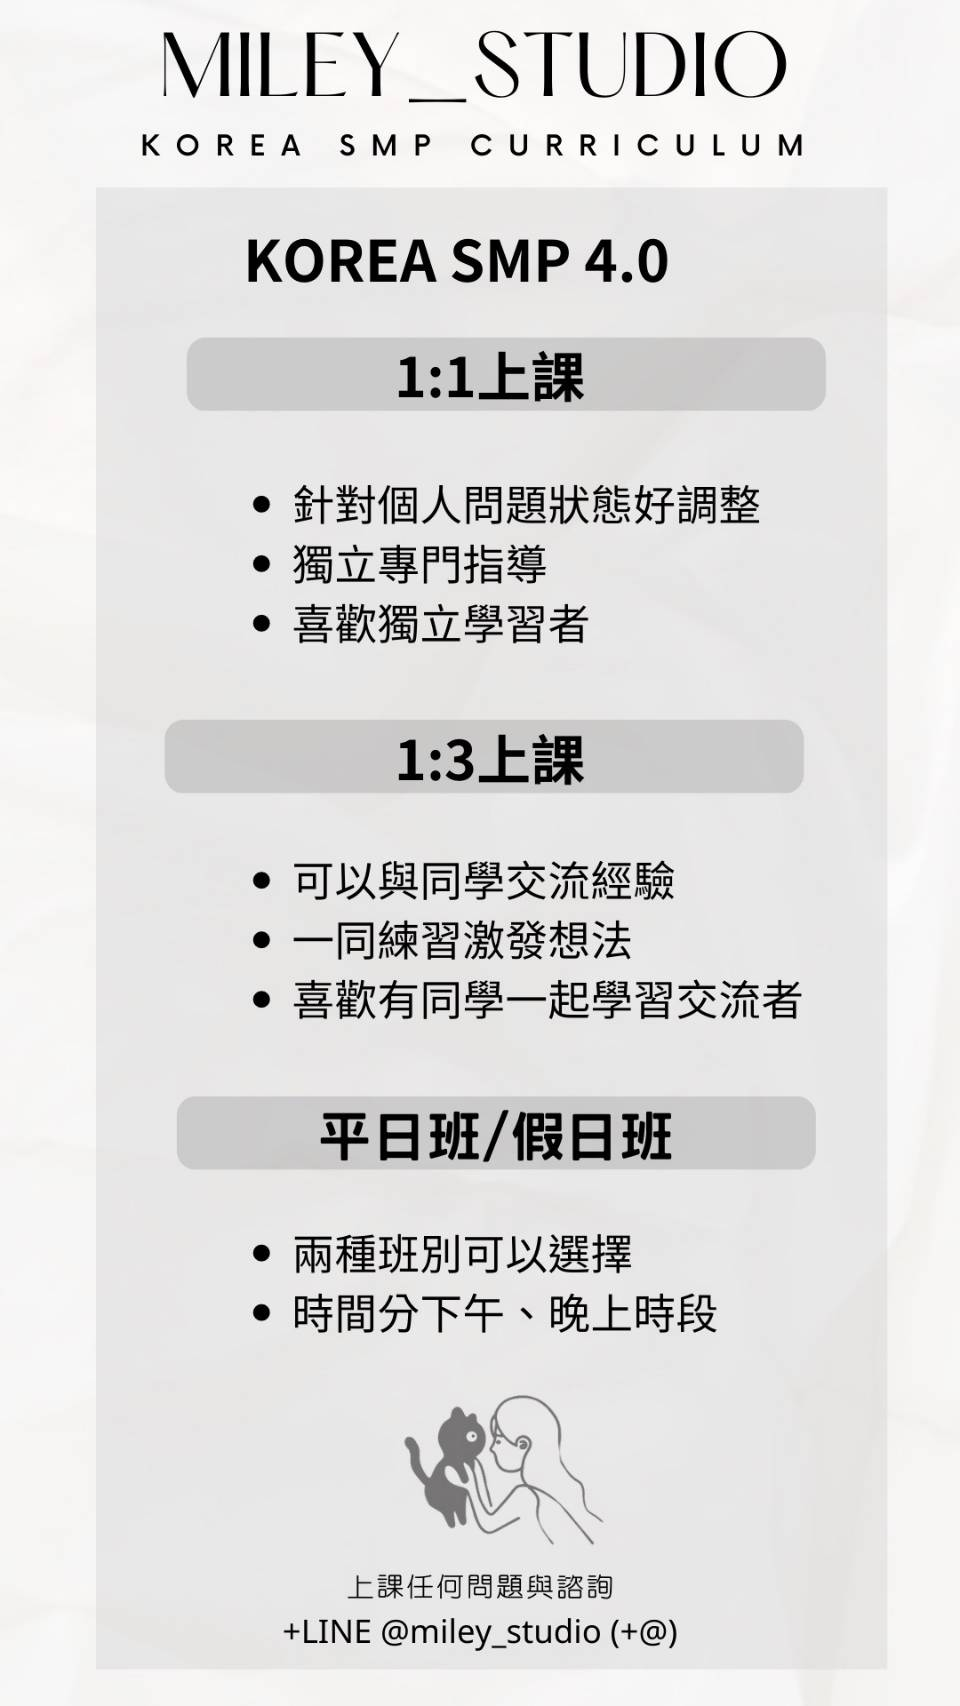 MILEY_STUDIO
KOREA SMP CURRICULUM
KOREA SMP 4.0
1:1上課
• 針對個人問題狀態好調整
• 獨立專門指導
• 喜歡獨立學習者
1:3上課
• 可以與同學交流經驗
• 一同練習激發想法
• 喜歡有同學一起學習交流者
平日班/假日班
• 兩種班別可以選擇
• 時間分下午、晚上時段
上課任何問題與諮詢
+LINE @miley_studio (+@)